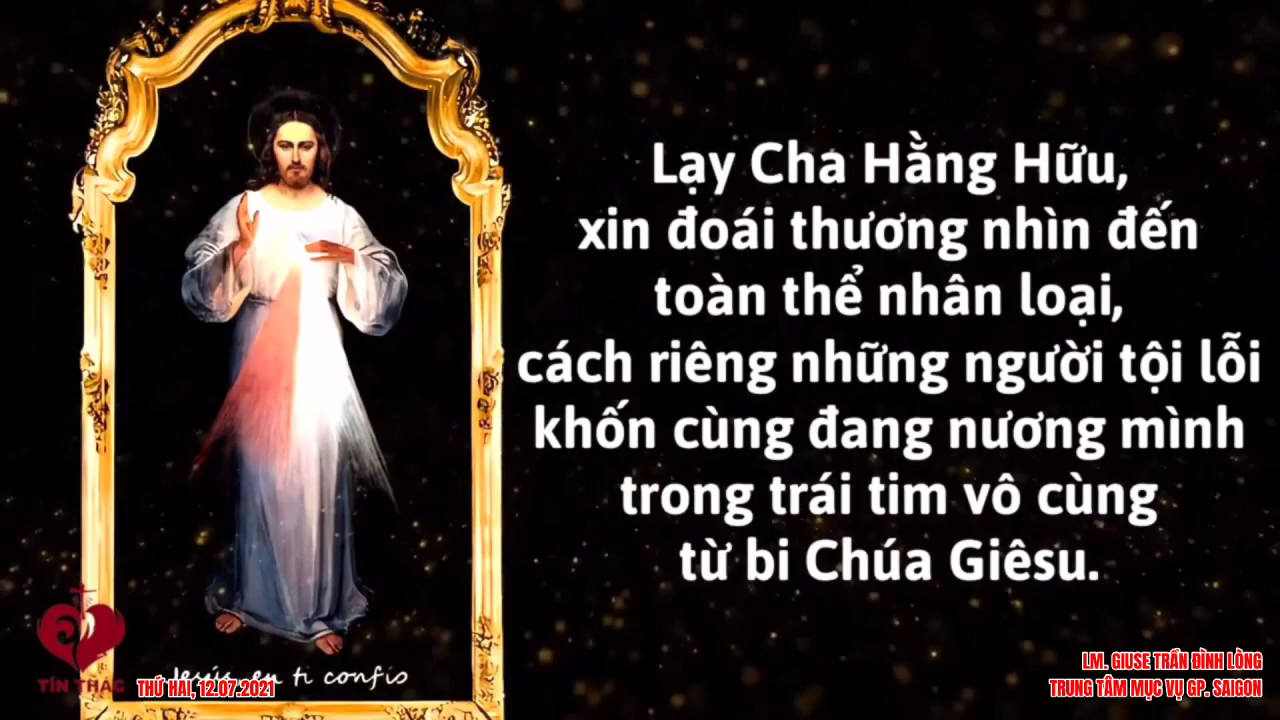 Lạy Cha Hằng Hữu,
xin đoái thương nhìn đến
toàn thể nhân loại,
cách riêng những người tội lỗi
khốn cùng đang nương mình
trong trái tim vô cùng
từ bi Chúa Giêsu.
Jesús, en ti confio
TÍN THÁC
THỨ HAI, 12.07.2021
LM. GIUSE TRẦN ĐÌNH LÒNG
TRUNG TÂM MỤC VỤ GP. SAIGON